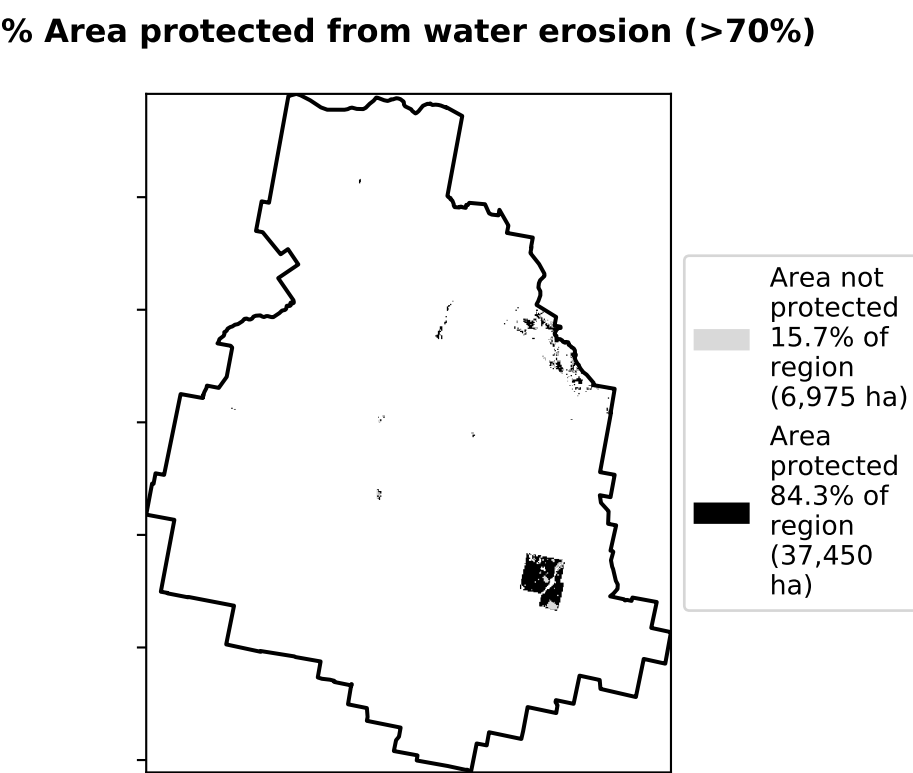 % Area protected from water erosion (>70%)
Area not
protected
15.7% of
region
(6,975 ha)
Area
protected
84.3% of
region
(37,450
ha)